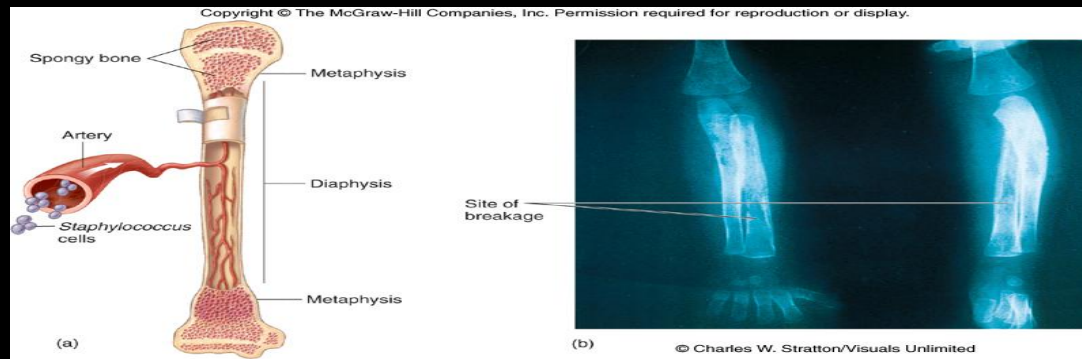 Copyright © The McGraw-Hill Companies, Inc. Permission required for reproduction or display.
Spongy bone
Metaphysis
Artery
Diaphysis
Staphylococcus
cells
Metaphysis
(a)
Site of
breakage
(b)
© Charles W. Stratton/Visuals Unlimited